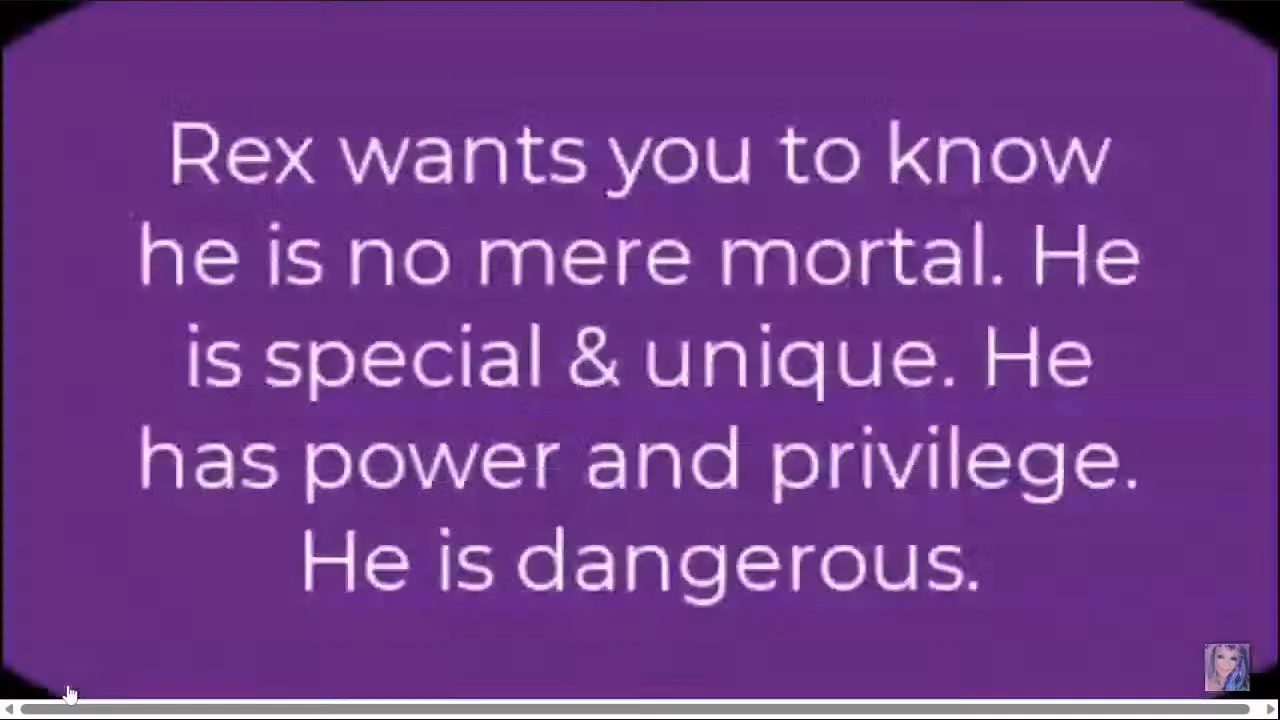 Rex wants you to know
he is no mere mortal. He
is special & unique. He
has power and privilege.
He is dangerous.